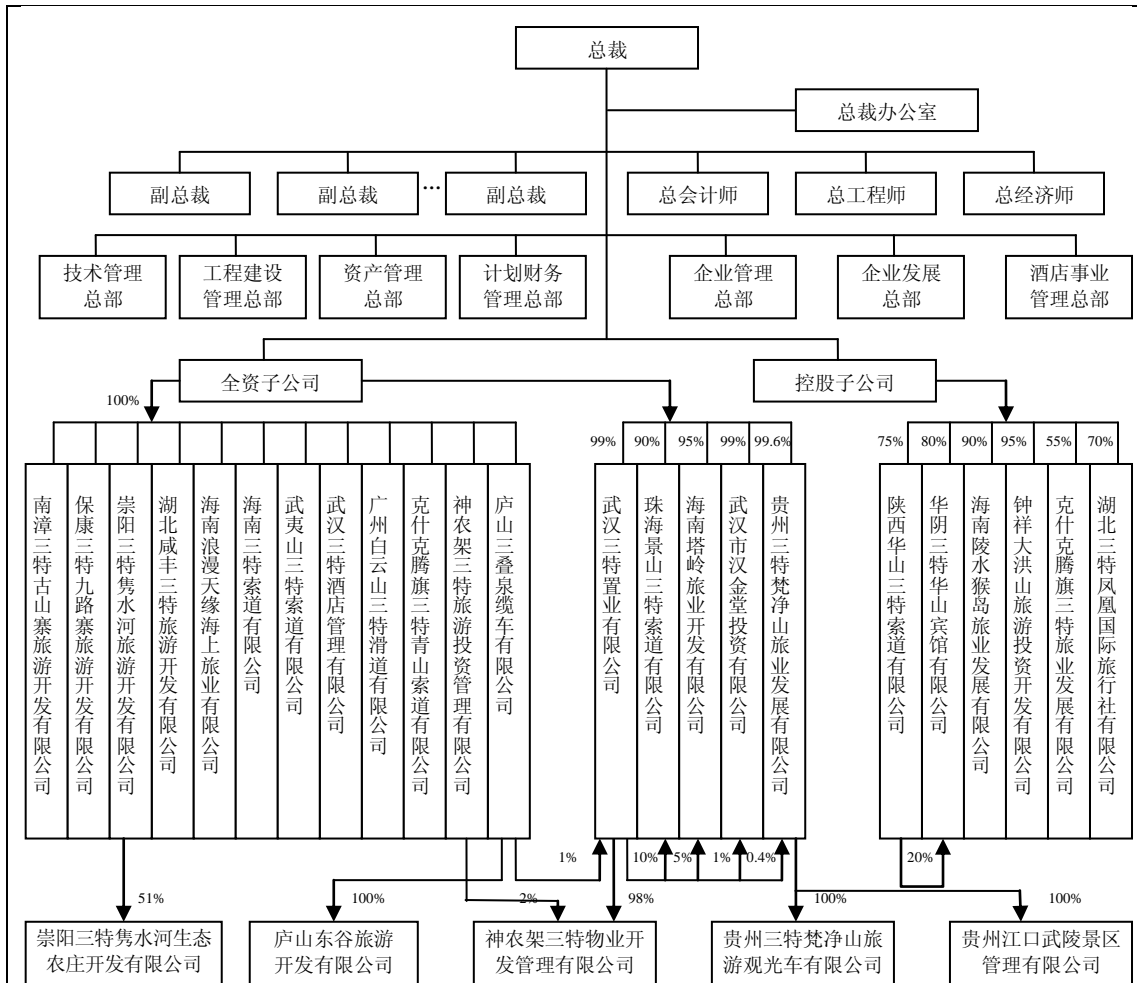 总裁
总裁办公室
副总裁
副总裁
…
副总裁
总会计师
总工程师
总经济师
技术管理
总部
工程建设
管理总部
资产管理
总部
计划财务
管理总部
企业管理
总部
企业发展
总部
酒店事业
管理总部
全资子公司
控股子公司
100%
99%
90%
95%
99%
99.6%
75%
80%
90%
95%
55%
70%
南漳三特古山寨旅游开发有限公司
保康三特九路寨旅游开发有限公司
崇阳三特隽水河旅游开发有限公司
湖北咸丰三特旅游开发有限公司
海南浪漫天缘海上旅业有限公司
海南三特索道有限公司
武夷山三特索道有限公司
武汉三特酒店管理有限公司
广州白云山三特滑道有限公司
克什克腾旗三特青山索道有限公司
神农架三特旅游投资管理有限公司
庐山三叠泉缆车有限公司
武汉三特置业有限公司
珠海景山三特索道有限公司
海南塔岭旅业开发有限公司
武汉市汉金堂投资有限公司
贵州三特梵净山旅业发展有限公司
陕西华山三特索道有限公司
华阴三特华山宾馆有限公司
海南陵水猴岛旅业发展有限公司
钟祥大洪山旅游投资开发有限公司
克什克腾旗三特旅业发展有限公司
湖北三特凤凰国际旅行社有限公司
1%
10%
5%
1%
0.4%
20%
51%
100%
2%
98%
100%
100%
崇阳三特隽水河生态
农庄开发有限公司
庐山东谷旅游
开发有限公司
神农架三特物业开
发管理有限公司
贵州三特梵净山旅
游观光车有限公司
贵州江口武陵景区
管理有限公司